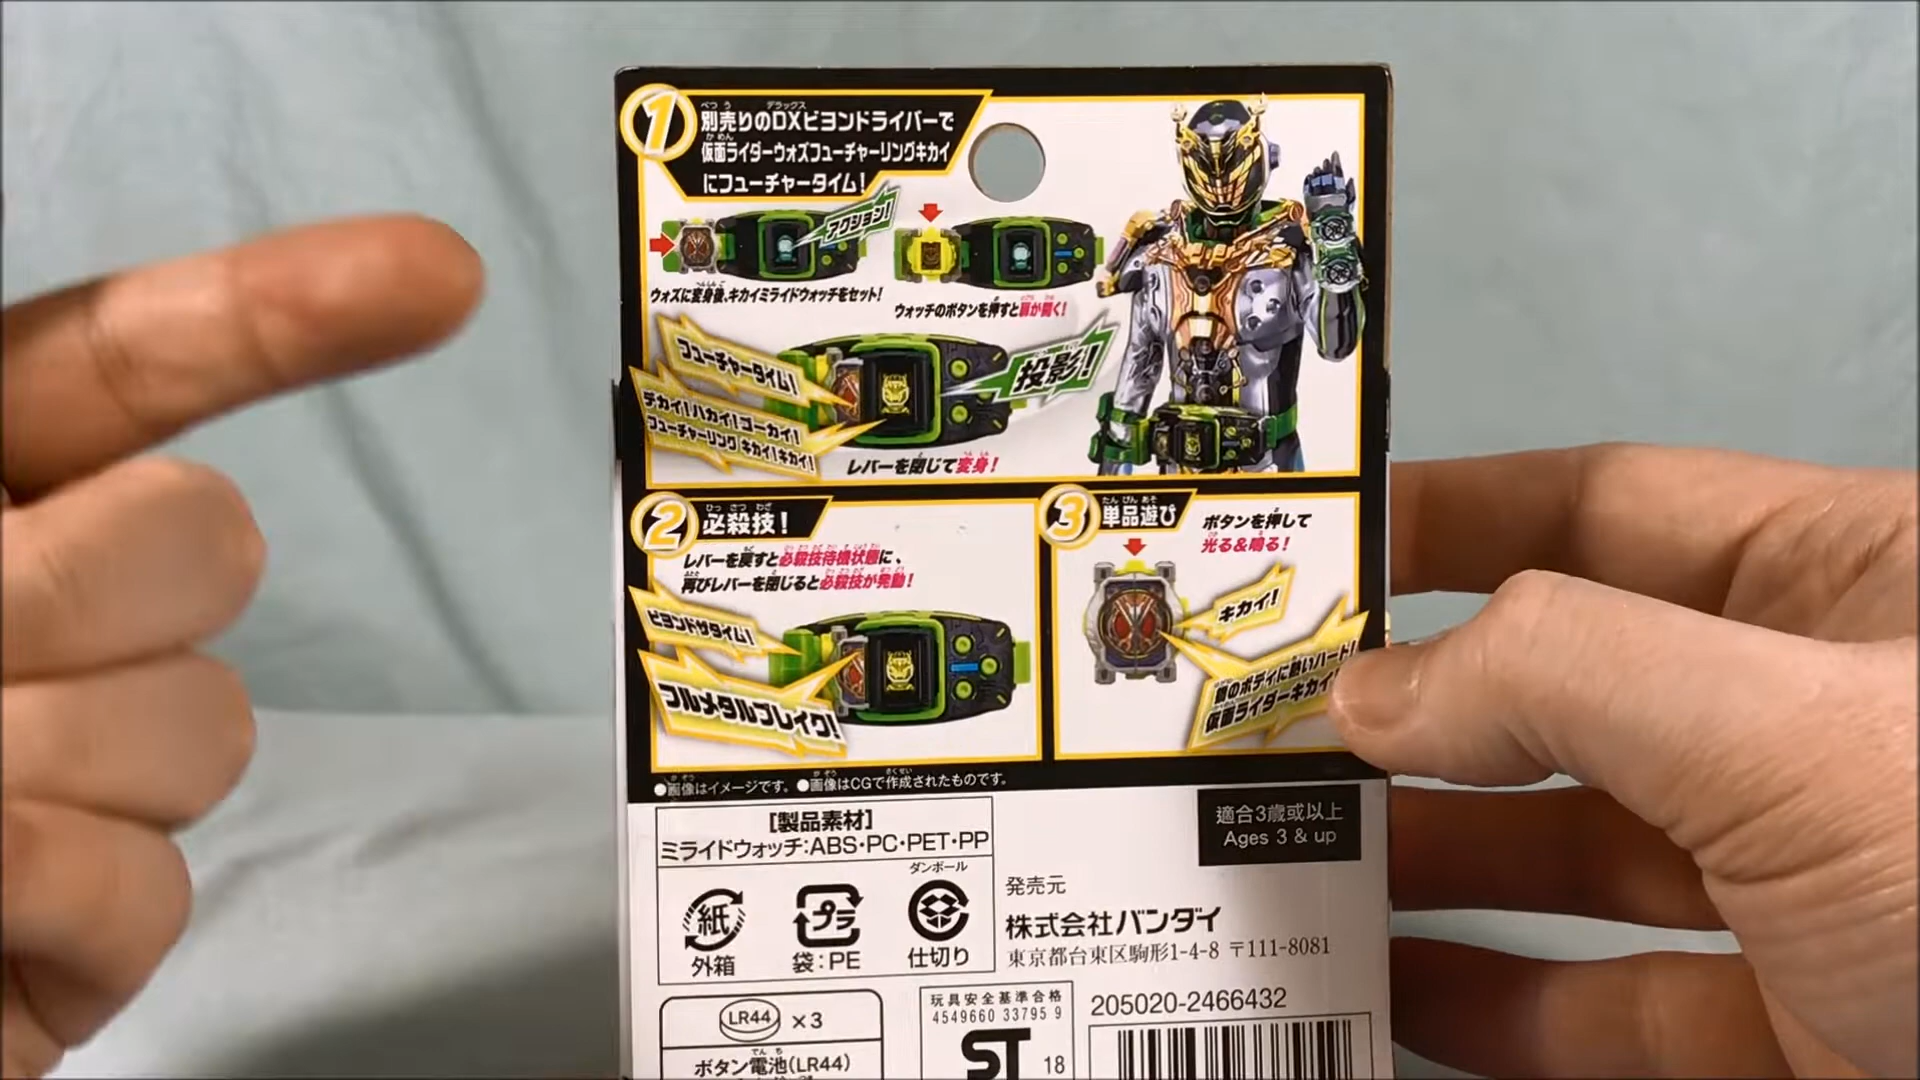 1
別売りのDXビヨンドライバーで
仮面ライダーウォズフューチャーリングキカイ
にフューチャータイム!
アクション!
ウォズに変身後、キカイミライドウォッチをセット!
ウォッチのボタンを押すと扉が開く!
フューチャータイム!
デカイ!ハカイ!ゴーカイ!
フューチャーリング キカイ!キカイ!
投影!
レバーを閉じて変身!
2
必殺技!
レバーを戻すと必殺技待機状態に、
再びレバーを閉じると必殺技が発動!
ビヨンドザタイム!
フルメタルブレイク!
3
単品遊び
ボタンを押して
光る&鳴る!
キカイ!
鋼のボディに熱いハート!
仮面ライダーキカイ!
●画像はイメージです。●画像はCGで作成されたものです。
[製品素材]
ミライドウォッチ:ABS・PC・PET・PP
紙
外箱
プラ
袋:PE
ダンボール
仕切り
適合3歳或以上
Ages 3 & up
発売元
株式会社バンダイ
東京都台東区駒形1-4-8 〒111-8081
LR44 ×3
ボタン電池(LR44)
玩具安全基準合格
4549660 33795 9
ST 18
205020-2466432